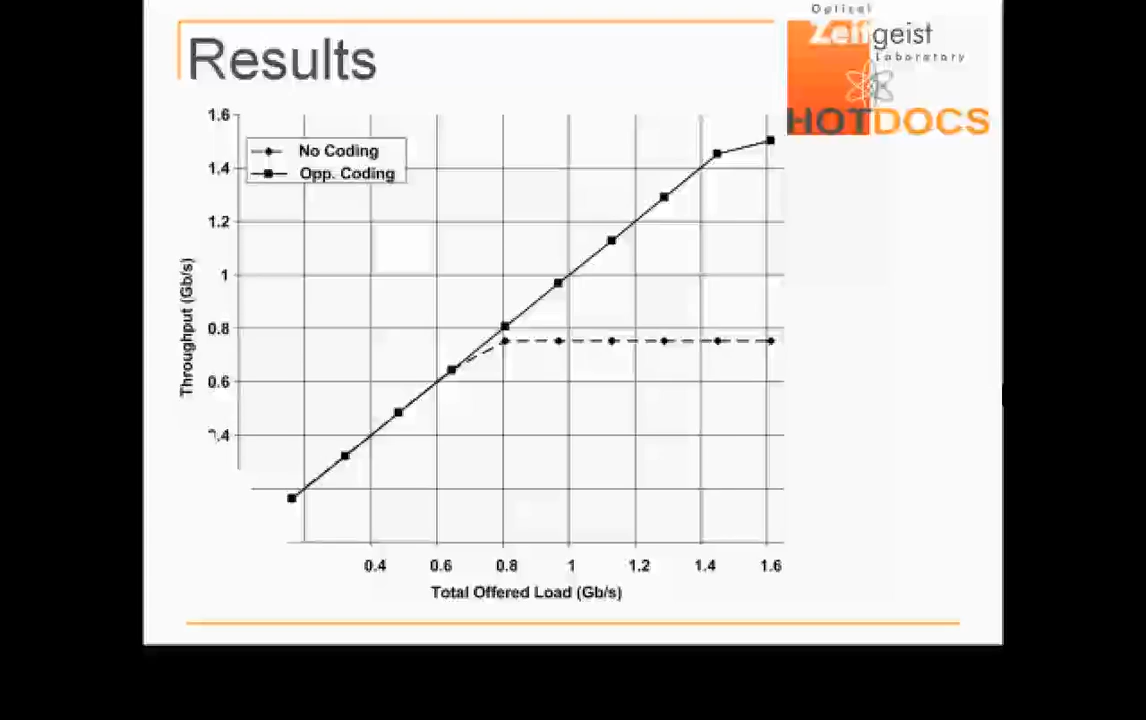 Optical
Zeitgeist
Laboratory
HOTDOCS
Results
1.6
1.4
1.2
1
0.8
0.6
No Coding
Opp. Coding
Throughput (Gb/s)
0.4
0.6
0.8
1
1.2
1.4
1.6
Total Offered Load (Gb/s)